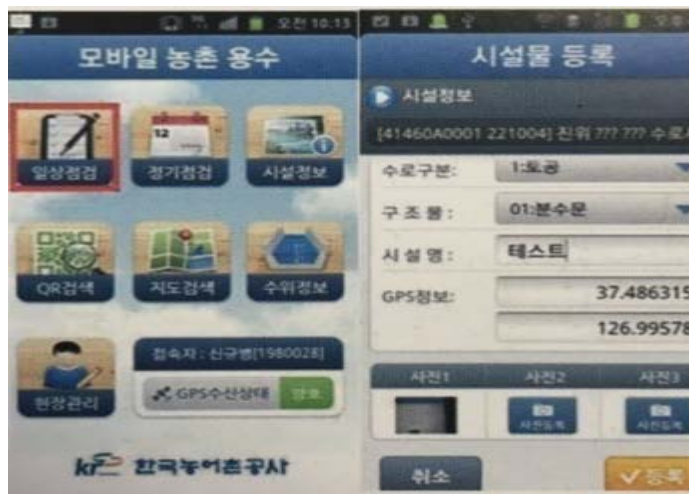 오전 10:13
모바일 농촌 용수
12
일상점검
정기점검
시설정보
QR검색
지도검색
수위정보
현장관리
접속자 : 신규병[1980028]
GPS수신상태
양호
한국농어촌공사
시설물 등록
시설정보
[41460A0001 221004] 진위 ??? ??? 수로
수로구분:
1:토공
구 조 물 :
01:분수문
시 설 명 :
테스트
GPS정보:
37.486315
126.99578
사진1
사진2
사진3
사진등록
사진등록
취소
등록